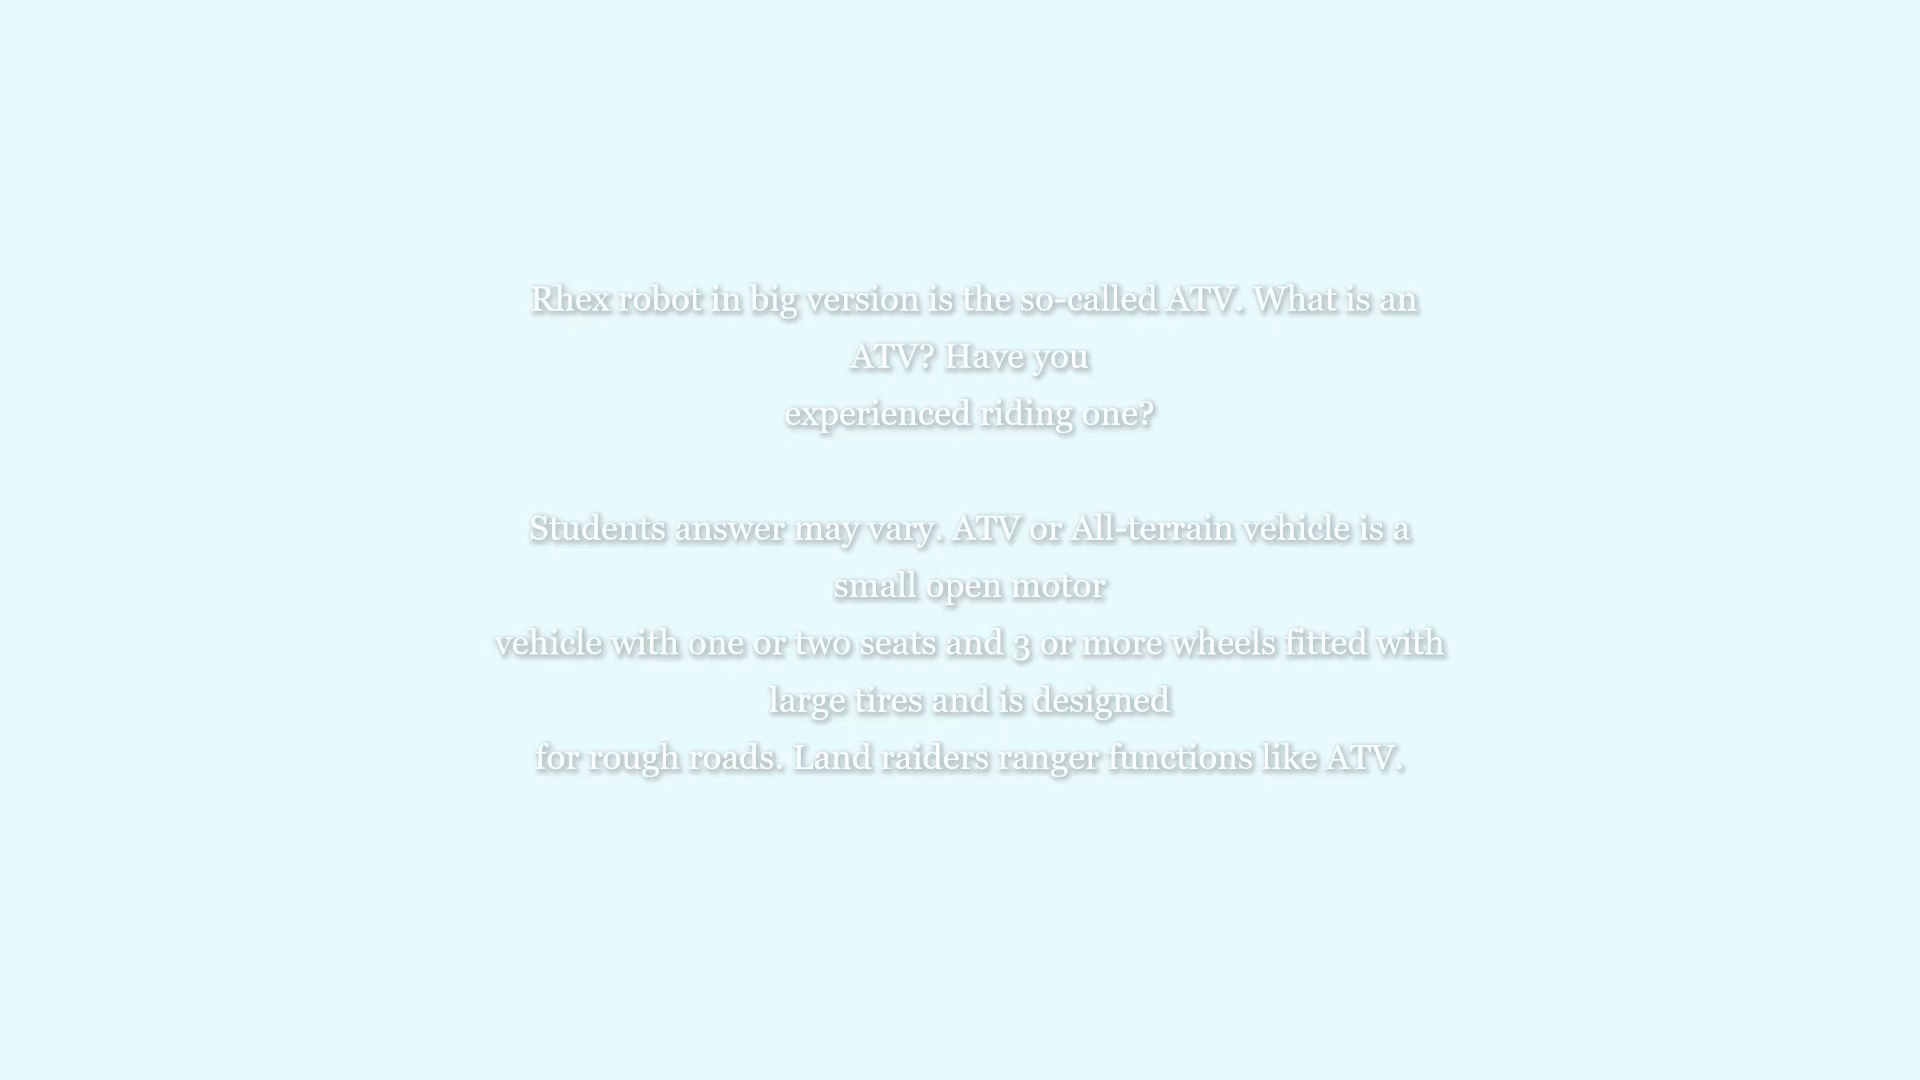 Rhex robot in big version is the so-called ATV. What is an
ATV? Have you
experienced riding one?
Students answer may vary. ATV or All-terrain vehicle is a
small open motor
vehicle with one or two seats and 3 or more wheels fitted with
large tires and is designed
for rough roads. Land raiders ranger functions like ATV.